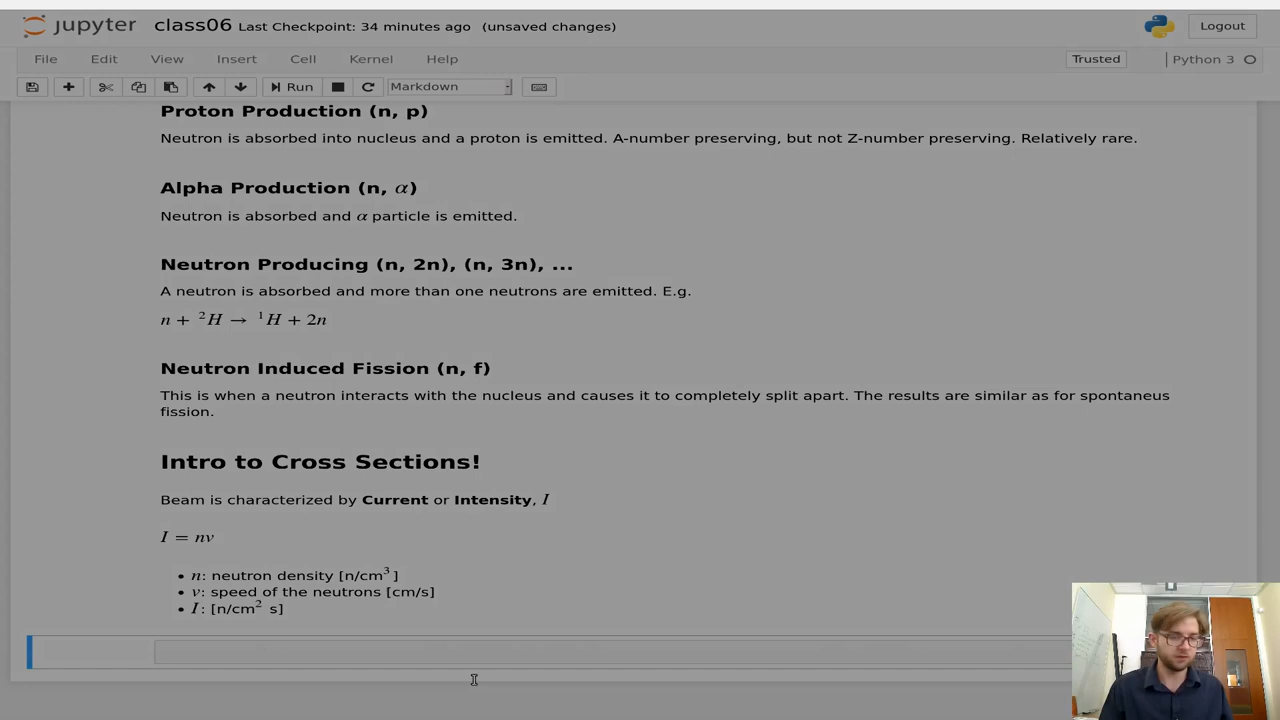 jupyter class06 Last Checkpoint: 34 minutes ago (unsaved changes) Logout
File Edit View Insert Cell Kernel Help Trusted Python 3
Run Markdown
Proton Production (n, p)
Neutron is absorbed into nucleus and a proton is emitted. A-number preserving, but not Z-number preserving. Relatively rare.
Alpha Production (n, α)
Neutron is absorbed and α particle is emitted.
Neutron Producing (n, 2n), (n, 3n), ...
A neutron is absorbed and more than one neutrons are emitted. E.g.
n + ²H → ¹H + 2n
Neutron Induced Fission (n, f)
This is when a neutron interacts with the nucleus and causes it to completely split apart. The results are similar as for spontaneus
fission.
Intro to Cross Sections!
Beam is characterized by Current or Intensity, I
I = nv
• n: neutron density [n/cm³]
• v: speed of the neutrons [cm/s]
• I: [n/cm² s]